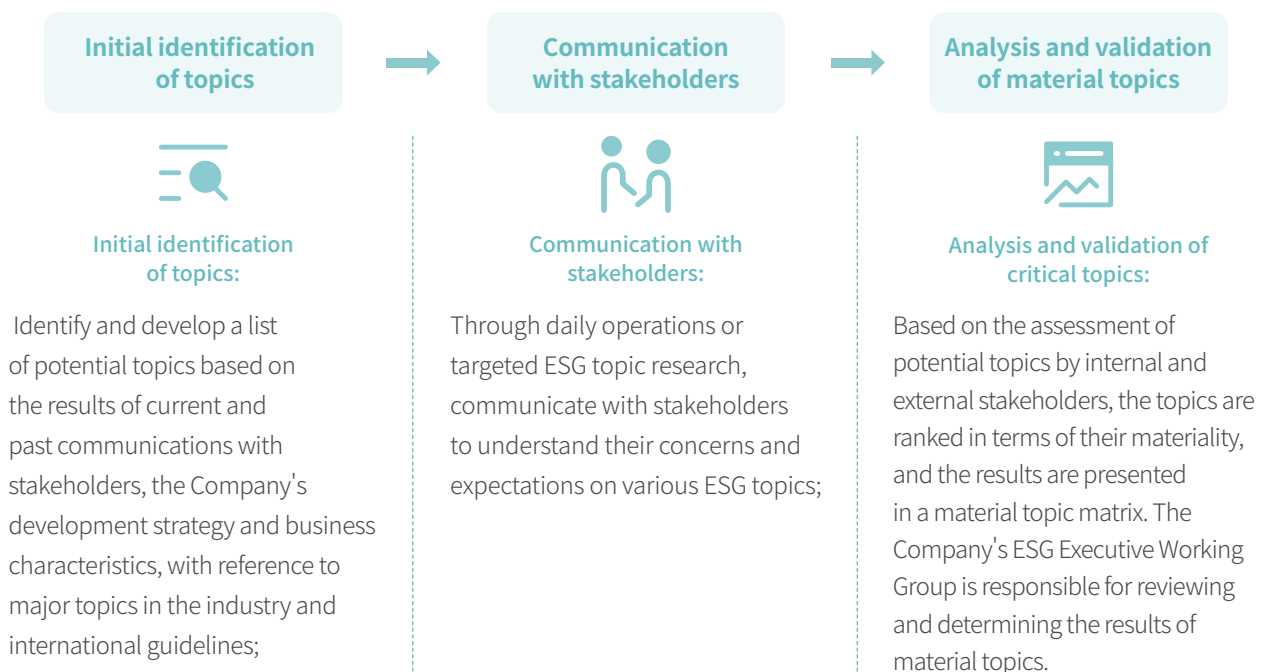 Initial identification
of topics
Communication
with stakeholders
Analysis and validation
of material topics
Initial identification
of topics:
Identify and develop a list
of potential topics based on
the results of current and
past communications with
stakeholders, the Company's
development strategy and business
characteristics, with reference to
major topics in the industry and
international guidelines;
Communication with
stakeholders:
Through daily operations or
targeted ESG topic research,
communicate with stakeholders
to understand their concerns and
expectations on various ESG topics;
Analysis and validation of
critical topics:
Based on the assessment of
potential topics by internal and
external stakeholders, the topics are
ranked in terms of their materiality,
and the results are presented
in a material topic matrix. The
Company's ESG Executive Working
Group is responsible for reviewing
and determining the results of
material topics.